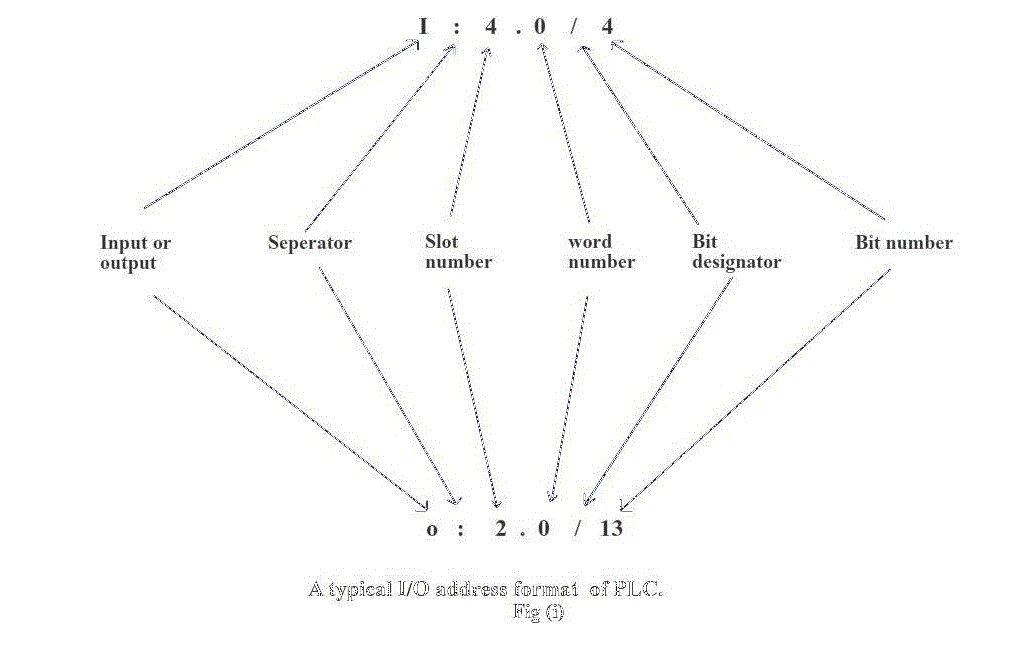 I : 4 . 0 / 4
Input or
output
Seperator
Slot
number
word
number
Bit
designator
Bit number
o : 2 . 0 / 13
A typical I/O address format of PLC.
Fig (i)